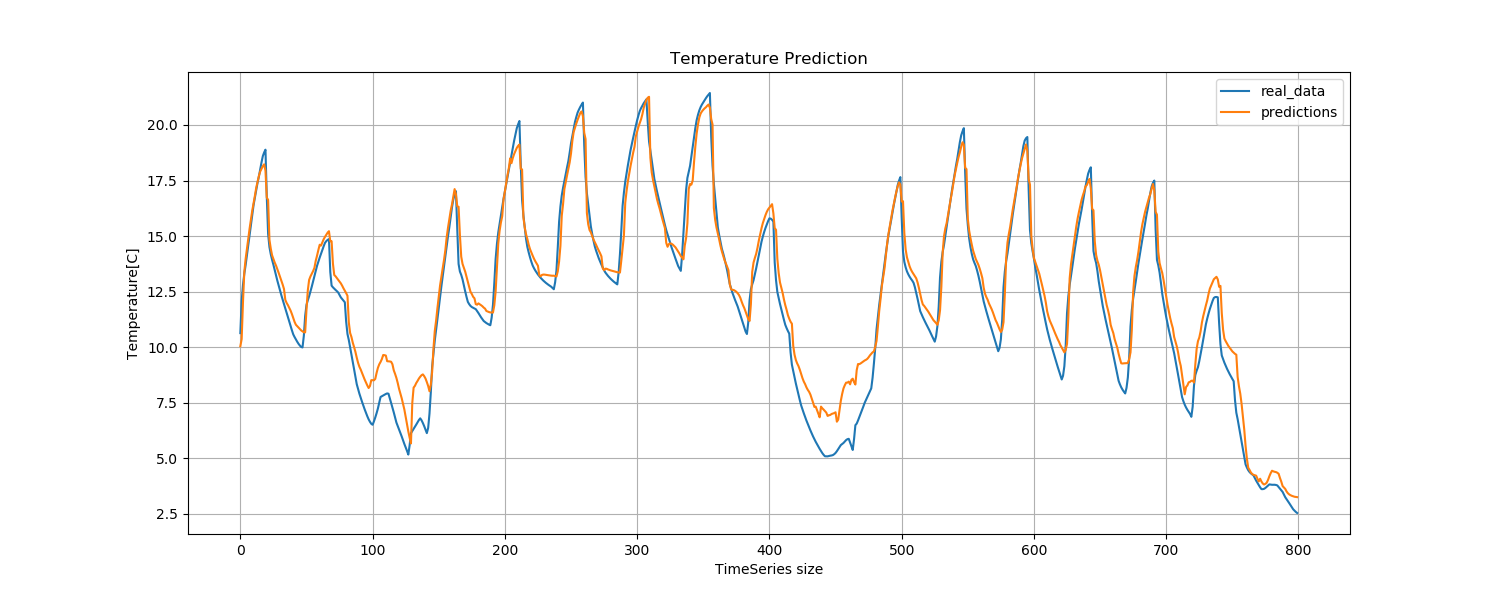 Temperature Prediction
real_data
predictions
Temperature[C]
20.0
17.5
15.0
12.5
10.0
7.5
5.0
2.5
0 100 200 300 400 500 600 700 800
TimeSeries size